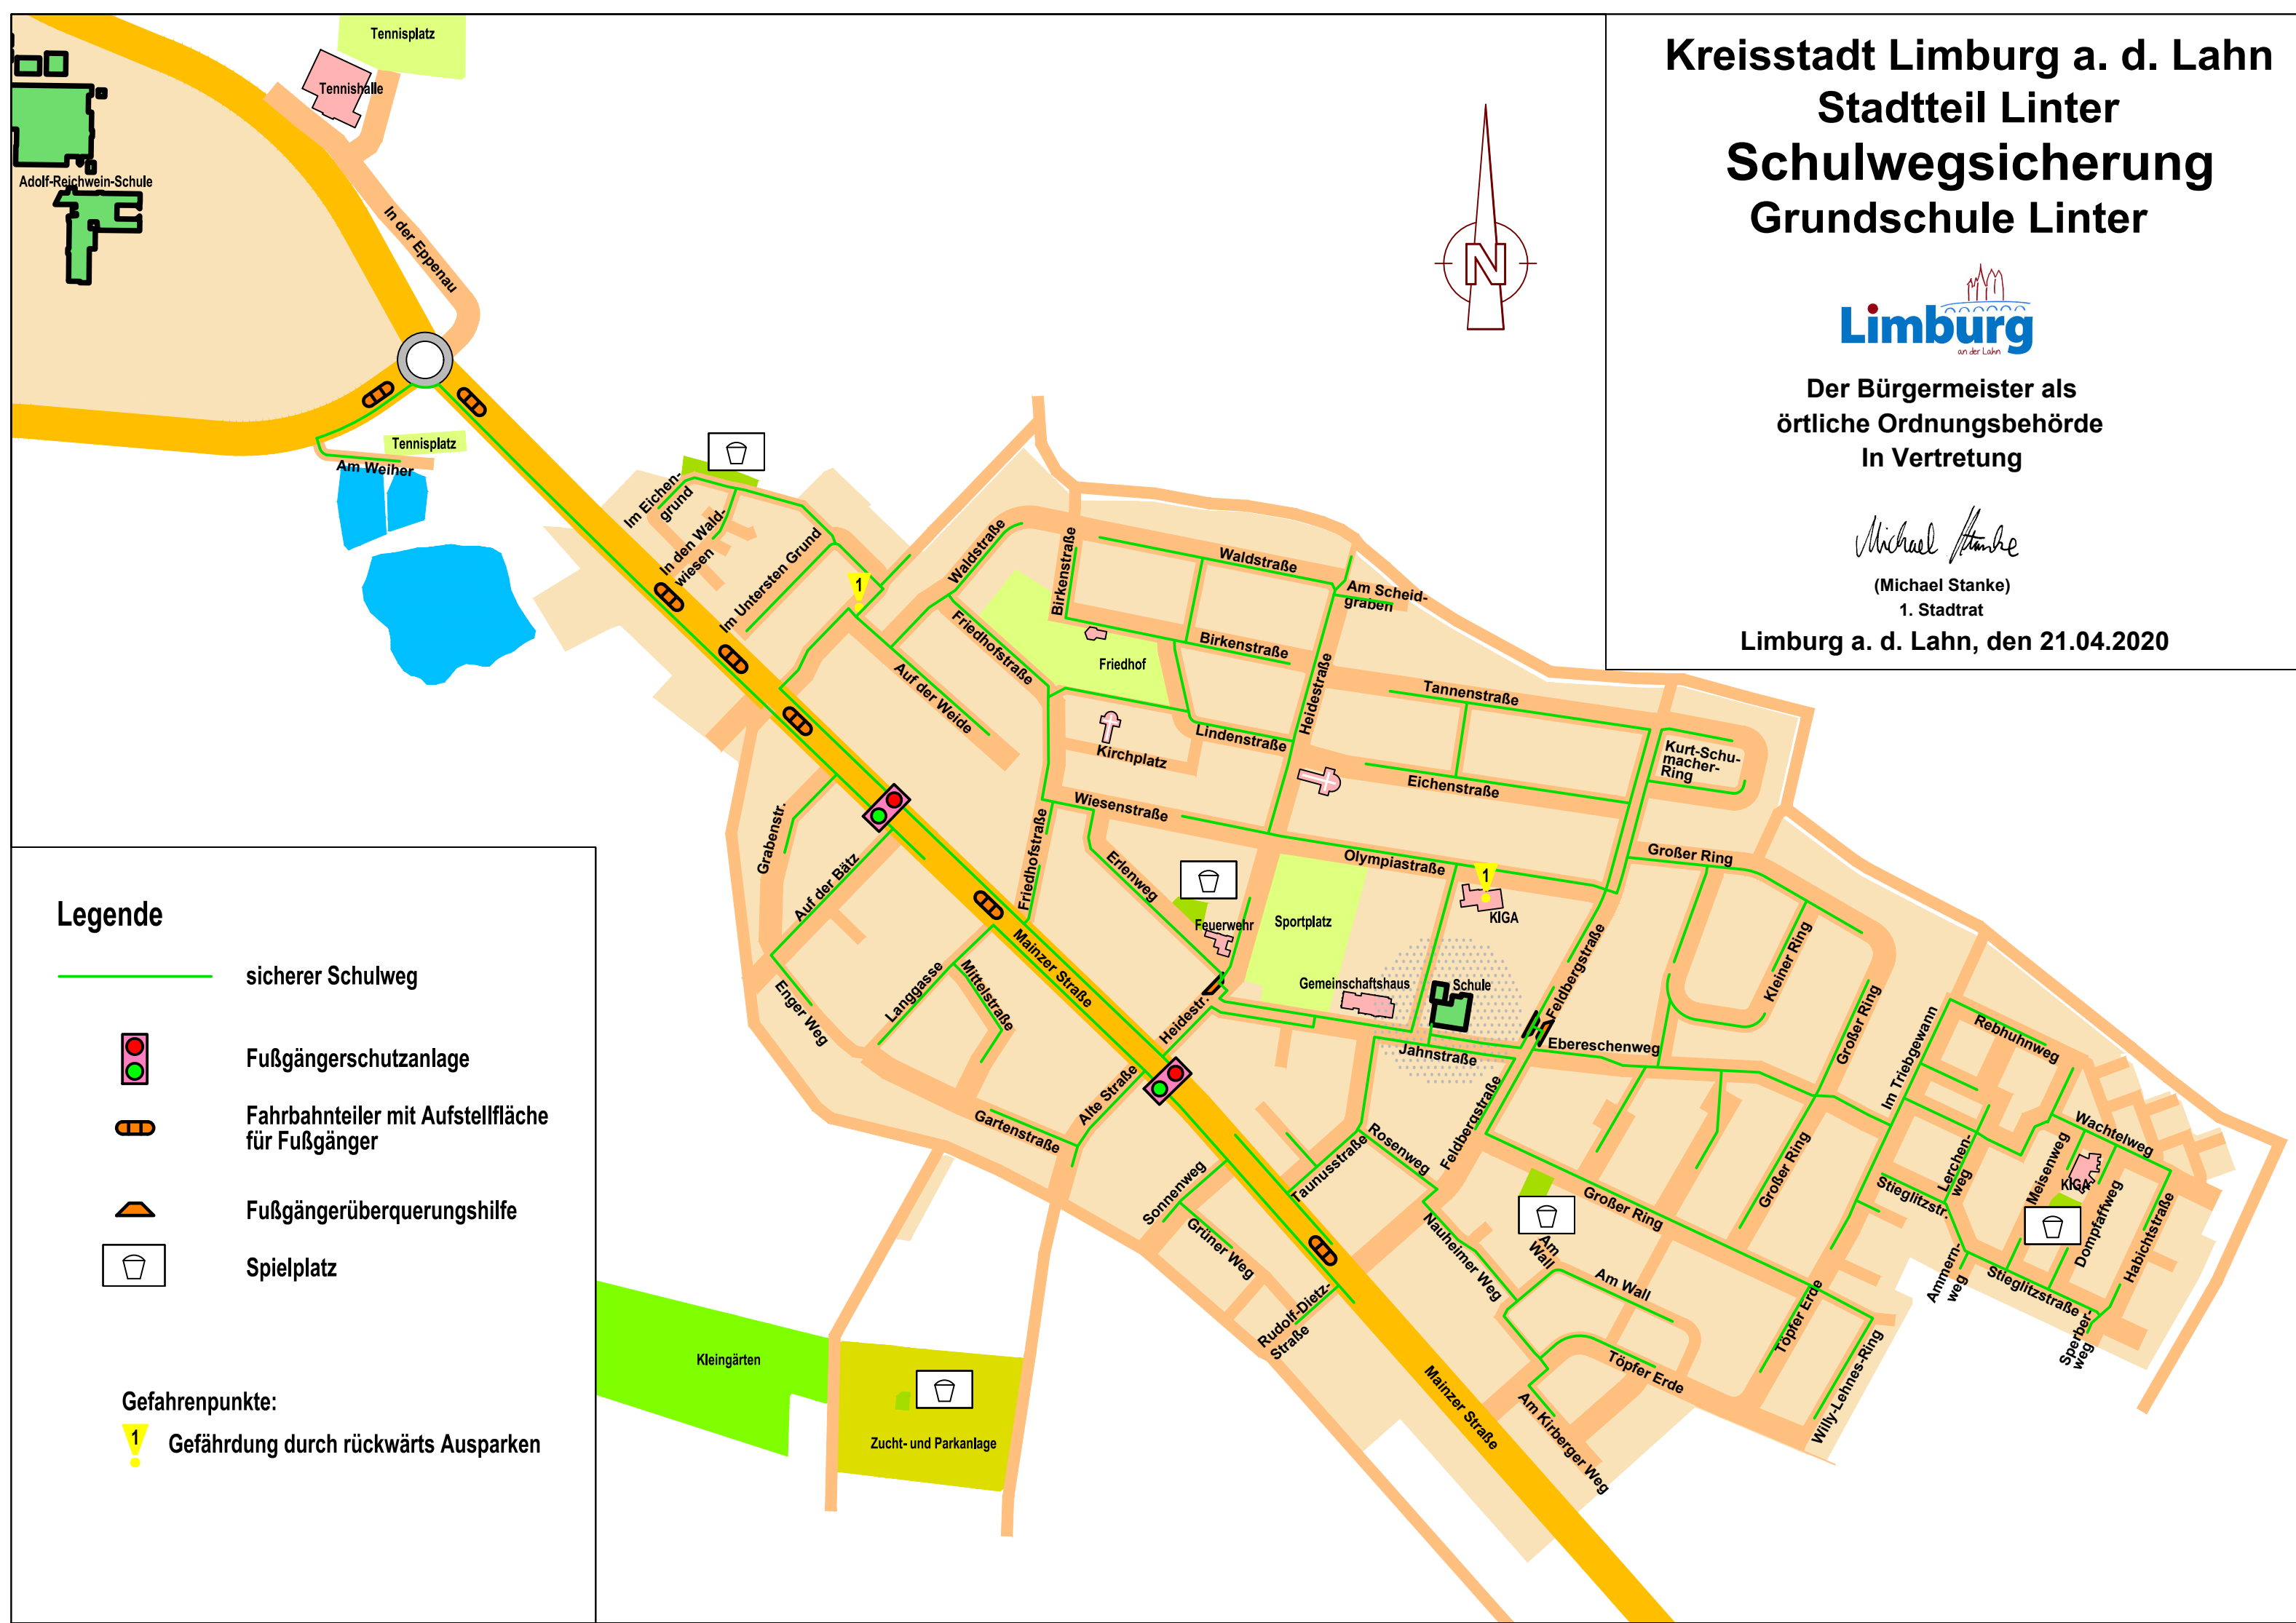 Kreisstadt Limburg a. d. Lahn
Stadtteil Linter
Schulwegsicherung
Grundschule Linter
Limburg
an der Lahn
Der Bürgermeister als
örtliche Ordnungsbehörde
In Vertretung
Michael Stanke
(Michael Stanke)
1. Stadtrat
Limburg a. d. Lahn, den 21.04.2020
N
Tennisplatz
Tennishalle
Adolf-Reichwein-Schule
In der Eppenau
Tennisplatz
Am Weiher
Im Eichen-
grund
In den Wald-
wiesen
Im Untersten Grund
1
Waldstraße
Birkenstraße
Waldstraße
Am Scheid-
graben
Friedhofstraße
Friedhof
Birkenstraße
Heidestraße
Auf der Weide
Tannenstraße
Lindenstraße
Kirchplatz
Kurt-Schu-
macher-
Ring
Eichenstraße
Wiesenstraße
Grabenstr.
Friedhofstraße
Erlenweg
Olympiastraße
Großer Ring
1
KIGA
Auf der Bätz
Feuerwehr
Sportplatz
Kleiner Ring
Mainzer Straße
Langgasse
Mittelstraße
Enger Weg
Heidestr.
Gemeinschaftshaus
Schule
Feldbergstraße
Großer Ring
Jahnstraße
Ebereschenweg
Im Triebgewann
Rebhuhnweg
Gartenstraße
Alte Straße
Wachtelweg
Rosenweg
Feldbergstraße
Taunusstraße
Sonnenweg
Grüner Weg
Großer Ring
Großer Ring
Stieglitzstr.
Lerchen-
weg
Meisenweg
KIGA
Dompfaffweg
Habichtstraße
Nauheimer Weg
Am
Wall
Am Wall
Ammern-
weg
Stieglitzstraße
Sperber-
weg
Rudolf-Dietz-
Straße
Töpfer Erde
Töpfer Erde
Willy-Lehnes-Ring
Am Kirberger Weg
Mainzer Straße
Kleingärten
Zucht- und Parkanlage
Legende
sicherer Schulweg
Fußgängerschutzanlage
Fahrbahnteiler mit Aufstellfläche
für Fußgänger
Fußgängerüberquerungshilfe
Spielplatz
Gefahrenpunkte:
1
Gefährdung durch rückwärts Ausparken